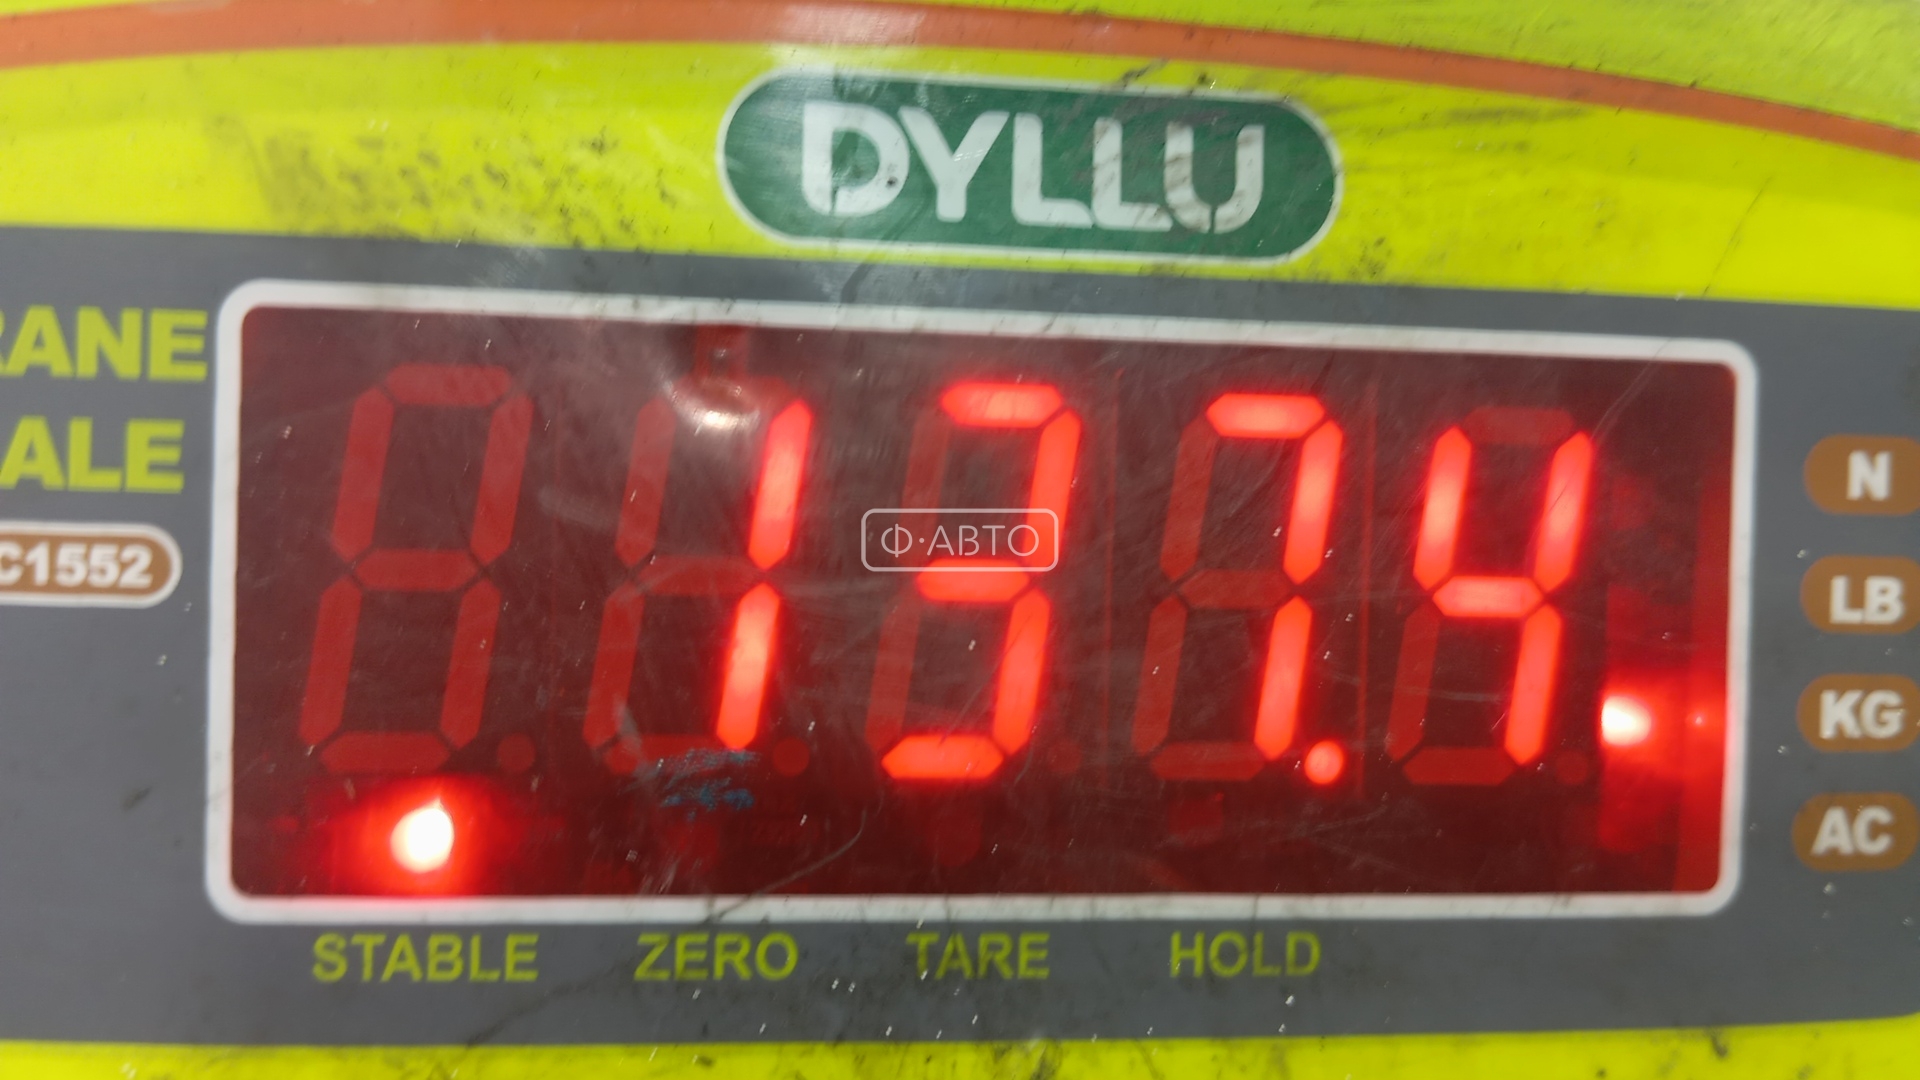 DYLLU
RANE
ALE
C1552
137.4
Ф·АВТО
N
LB
KG
AC
STABLE ZERO TARE HOLD